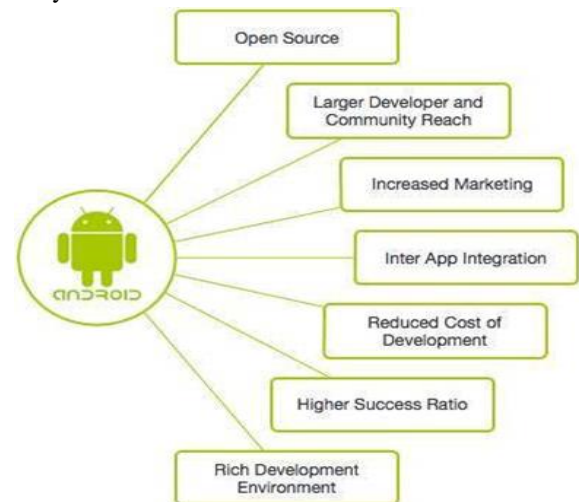 Open Source
Larger Developer and
Community Reach
Increased Marketing
Inter App Integration
ANDROID
Reduced Cost of
Development
Higher Success Ratio
Rich Development
Environment